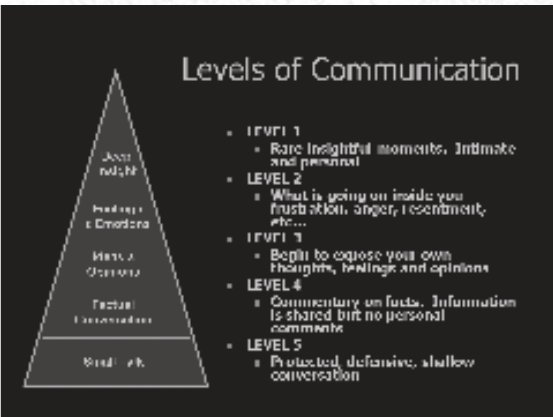 Levels of Communication
Deep
Insight
Feelings
& Emotions
Opinions
Factual
Conversation
Small Talk
LEVEL 1
Rare insightful moments. Intimate
and personal
LEVEL 2
What is going on inside you
frustration, anger, resentment,
etc...
LEVEL 3
Begin to expose your own
thoughts, feelings and opinions
LEVEL 4
Commentary on facts. Information
is shared but no personal
comments
LEVEL 5
Protected, defensive, shallow
conversation